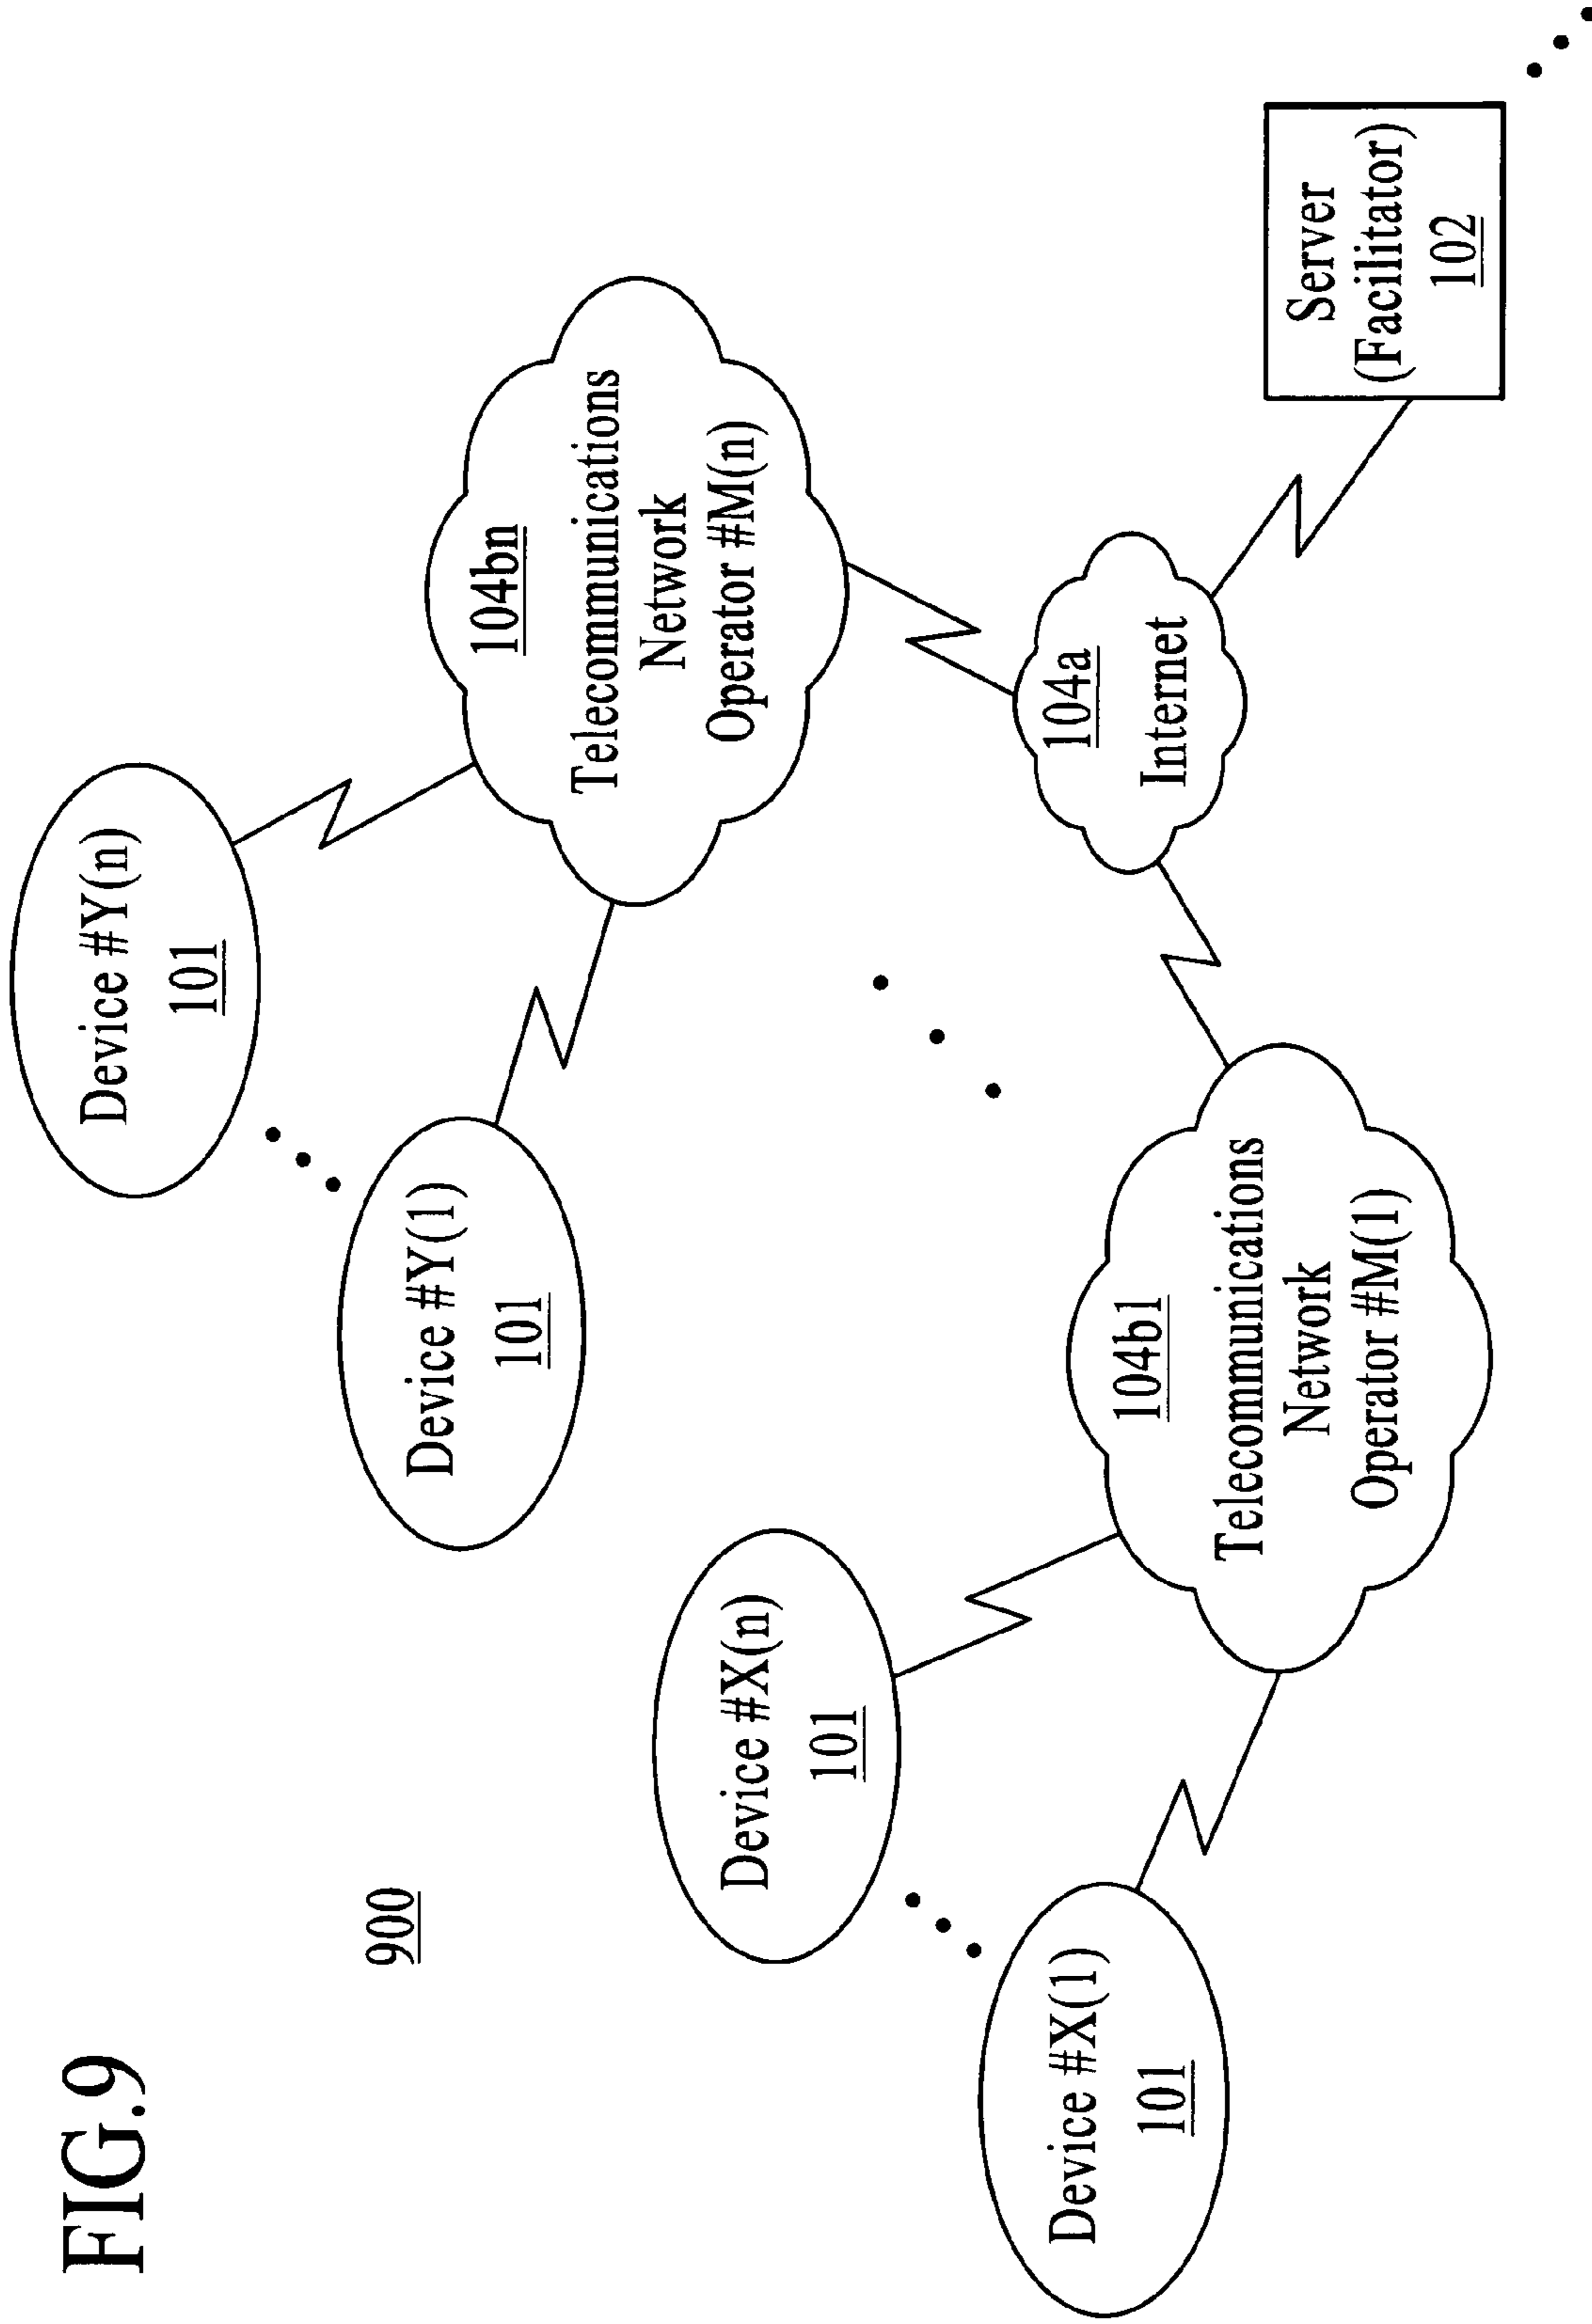 FIG.9
900
Device #X(1)
101
Device #X(n)
101
Device #Y(1)
101
Device #Y(n)
101
104b1
Telecommunications
Network
Operator #M(1)
104bn
Telecommunications
Network
Operator #M(n)
104a
Internet
Server
(Facilitator)
102